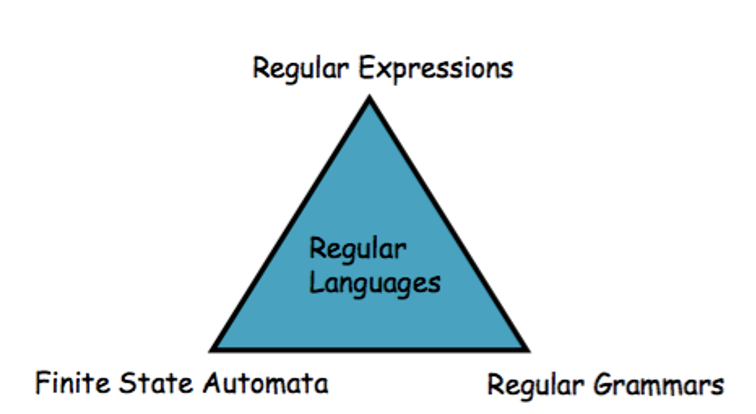 Regular Expressions
Regular
Languages
Finite State Automata
Regular Grammars